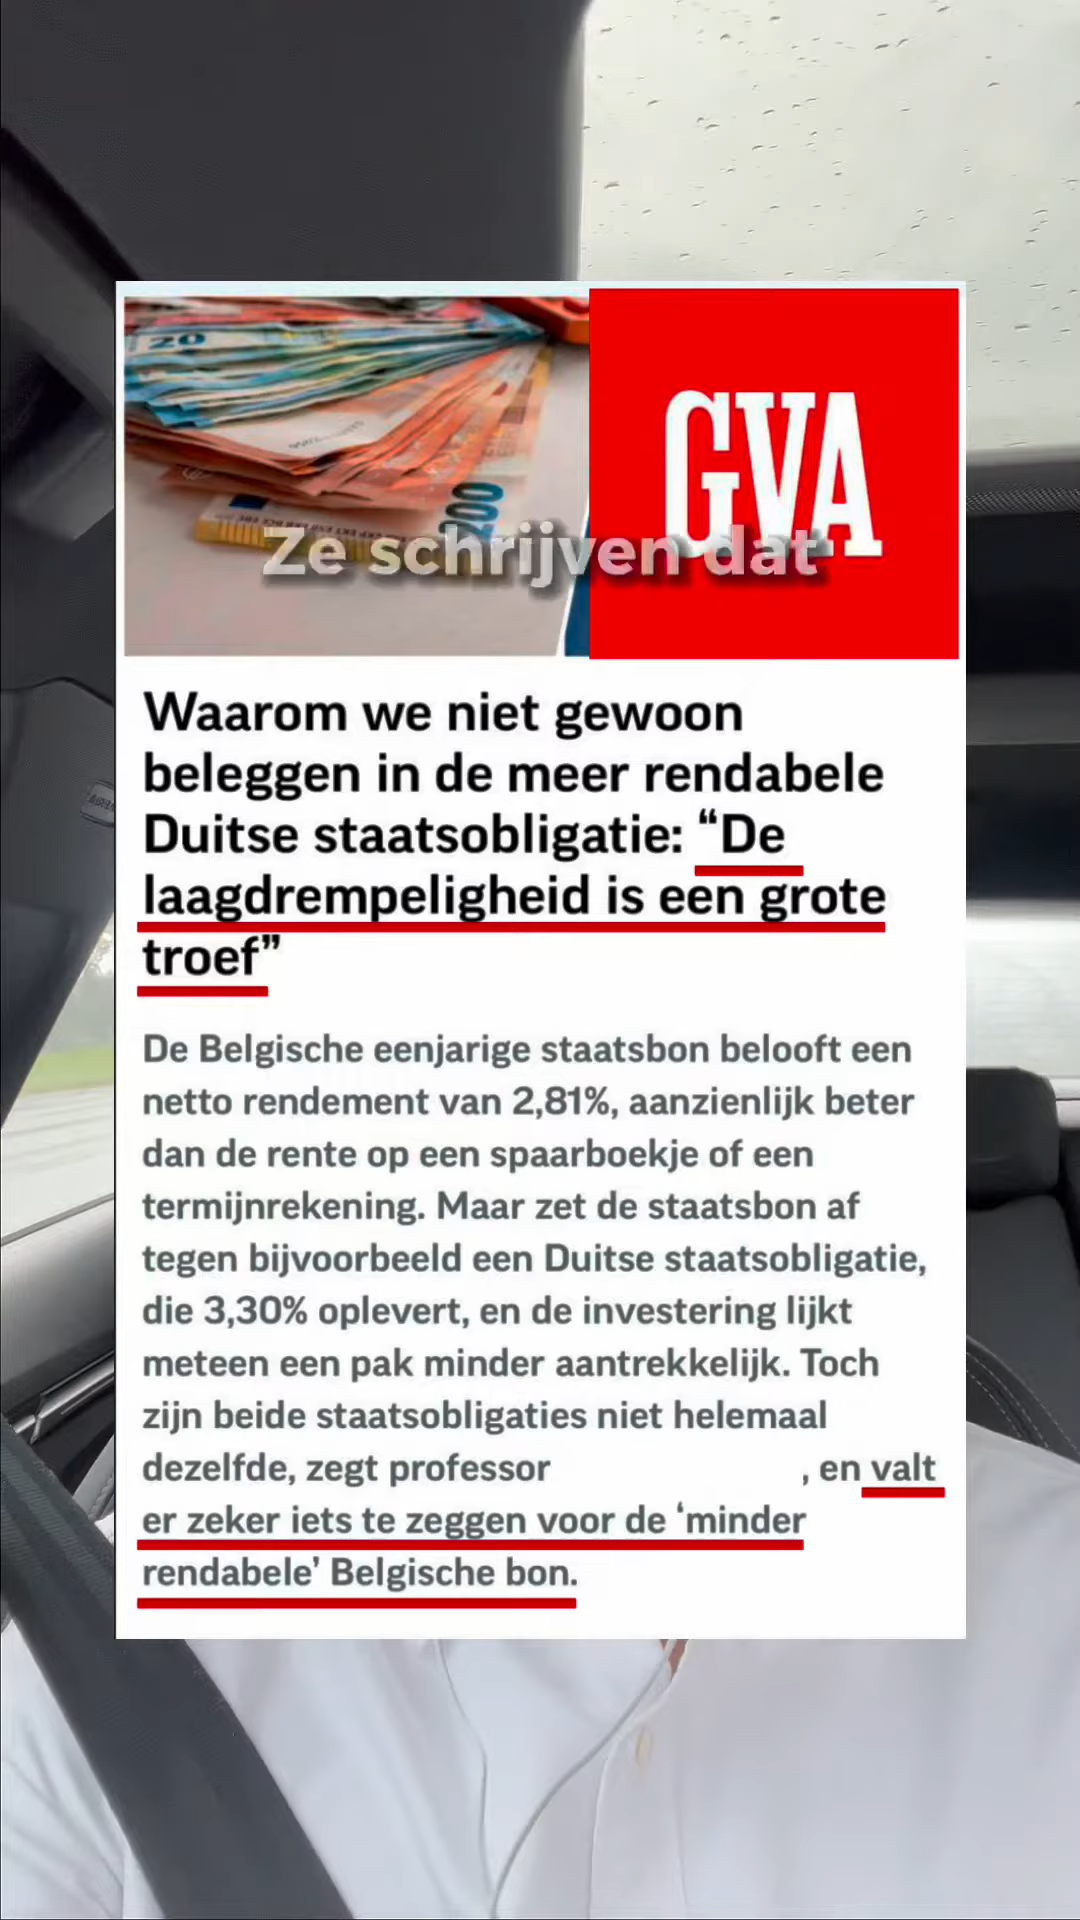 20
200
GVA
Ze schrijven dat
Waarom we niet gewoon
beleggen in de meer rendabele
Duitse staatsobligatie: “De
laagdrempeligheid is een grote
troef”
De Belgische eenjarige staatsbon belooft een
netto rendement van 2,81%, aanzienlijk beter
dan de rente op een spaarboekje of een
termijnrekening. Maar zet de staatsbon af
tegen bijvoorbeeld een Duitse staatsobligatie,
die 3,30% oplevert, en de investering lijkt
meteen een pak minder aantrekkelijk. Toch
zijn beide staatsobligaties niet helemaal
dezelfde, zegt professor , en valt
er zeker iets te zeggen voor de ‘minder
rendabele’ Belgische bon.